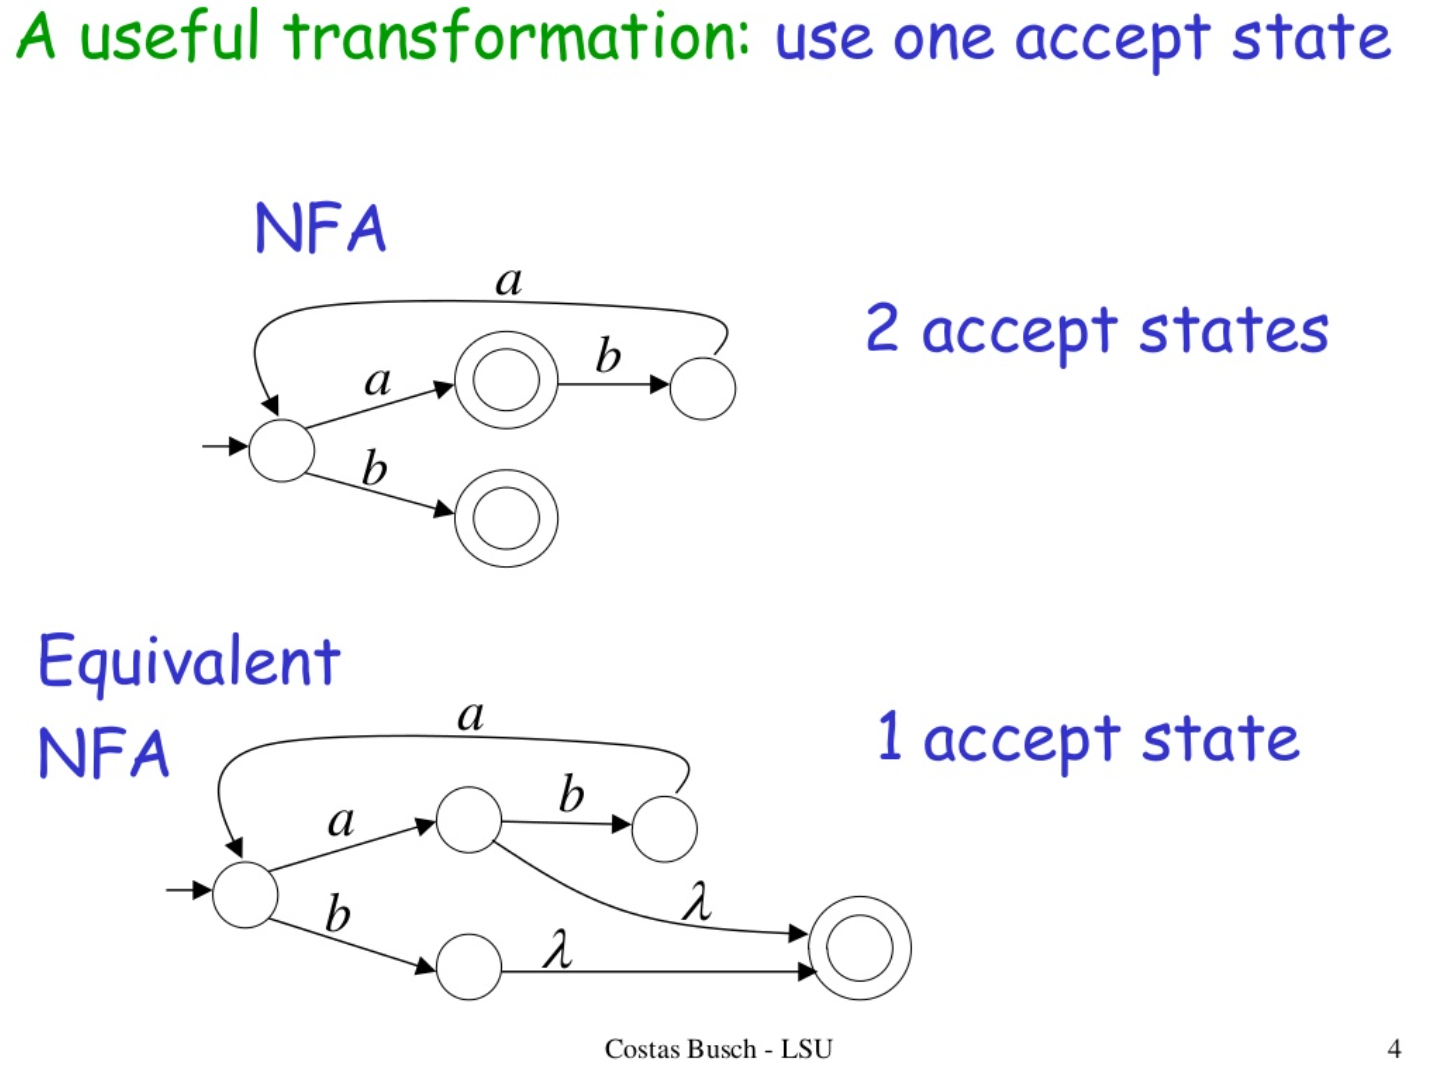 A useful transformation: use one accept state
NFA
a
2 accept states
b
a
b
Equivalent
NFA
a
1 accept state
b
a
λ
b
λ
Costas Busch - LSU
4